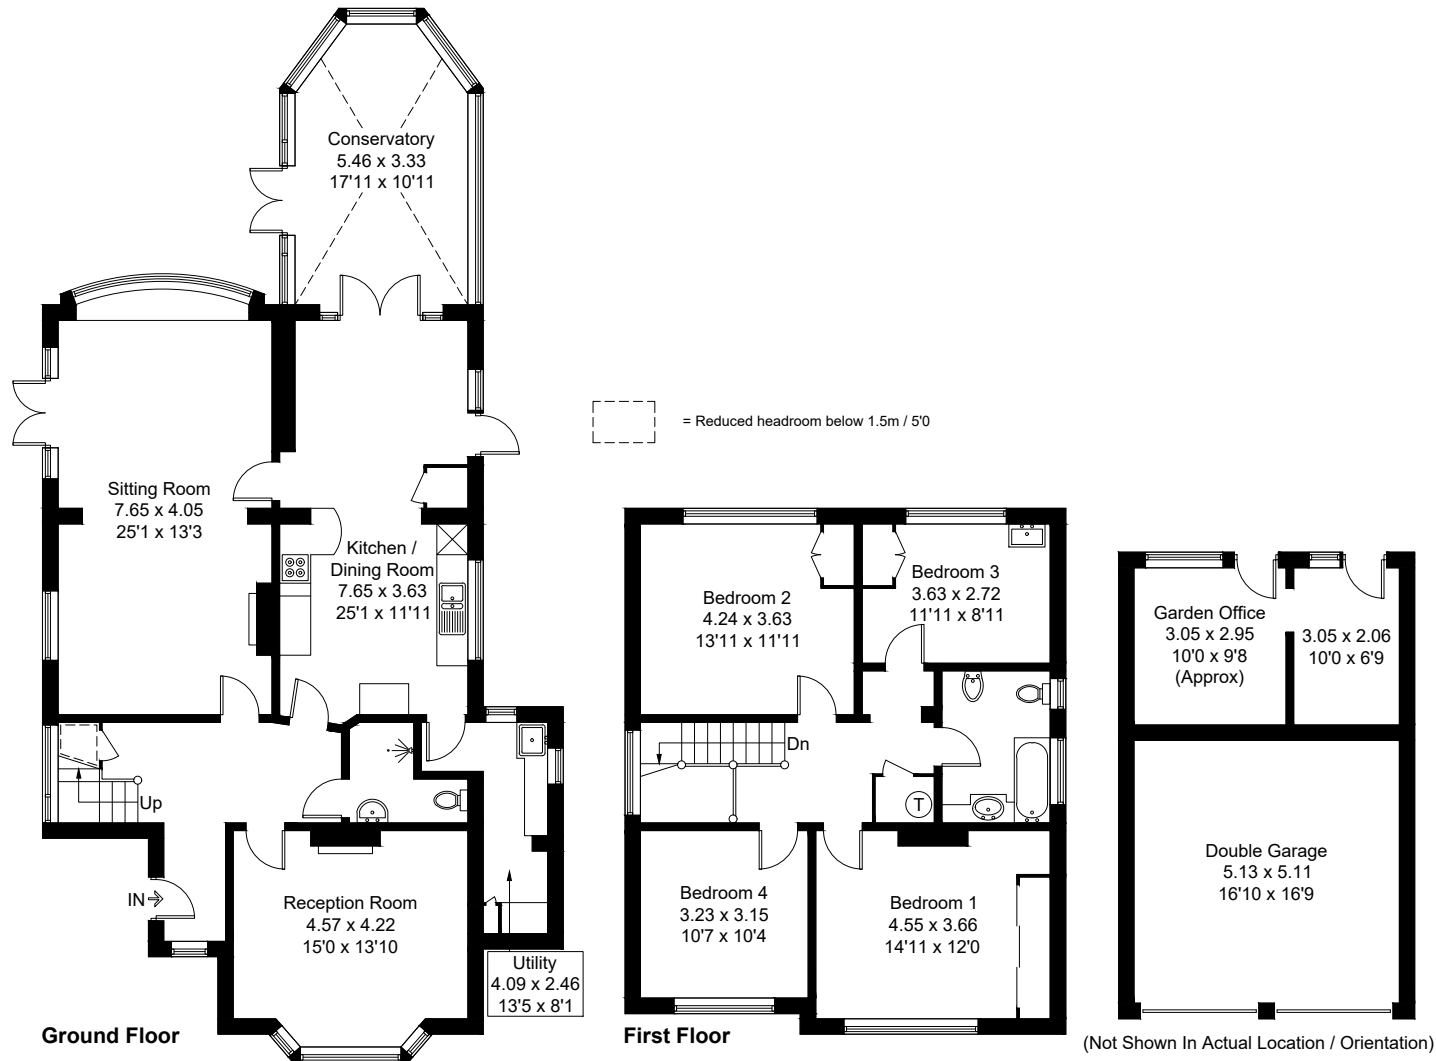 Conservatory
5.46 x 3.33
17'11 x 10'11
= Reduced headroom below 1.5m / 5'0
Sitting Room
7.65 x 4.05
25'1 x 13'3
Kitchen /
Dining Room
7.65 x 3.63
25'1 x 11'11
Up
IN
Reception Room
4.57 x 4.22
15'0 x 13'10
Utility
4.09 x 2.46
13'5 x 8'1
Ground Floor
Bedroom 2
4.24 x 3.63
13'11 x 11'11
Bedroom 3
3.63 x 2.72
11'11 x 8'11
Dn
T
Bedroom 4
3.23 x 3.15
10'7 x 10'4
Bedroom 1
4.55 x 3.66
14'11 x 12'0
First Floor
Garden Office
3.05 x 2.95
10'0 x 9'8
(Approx)
3.05 x 2.06
10'0 x 6'9
Double Garage
5.13 x 5.11
16'10 x 16'9
(Not Shown In Actual Location / Orientation)